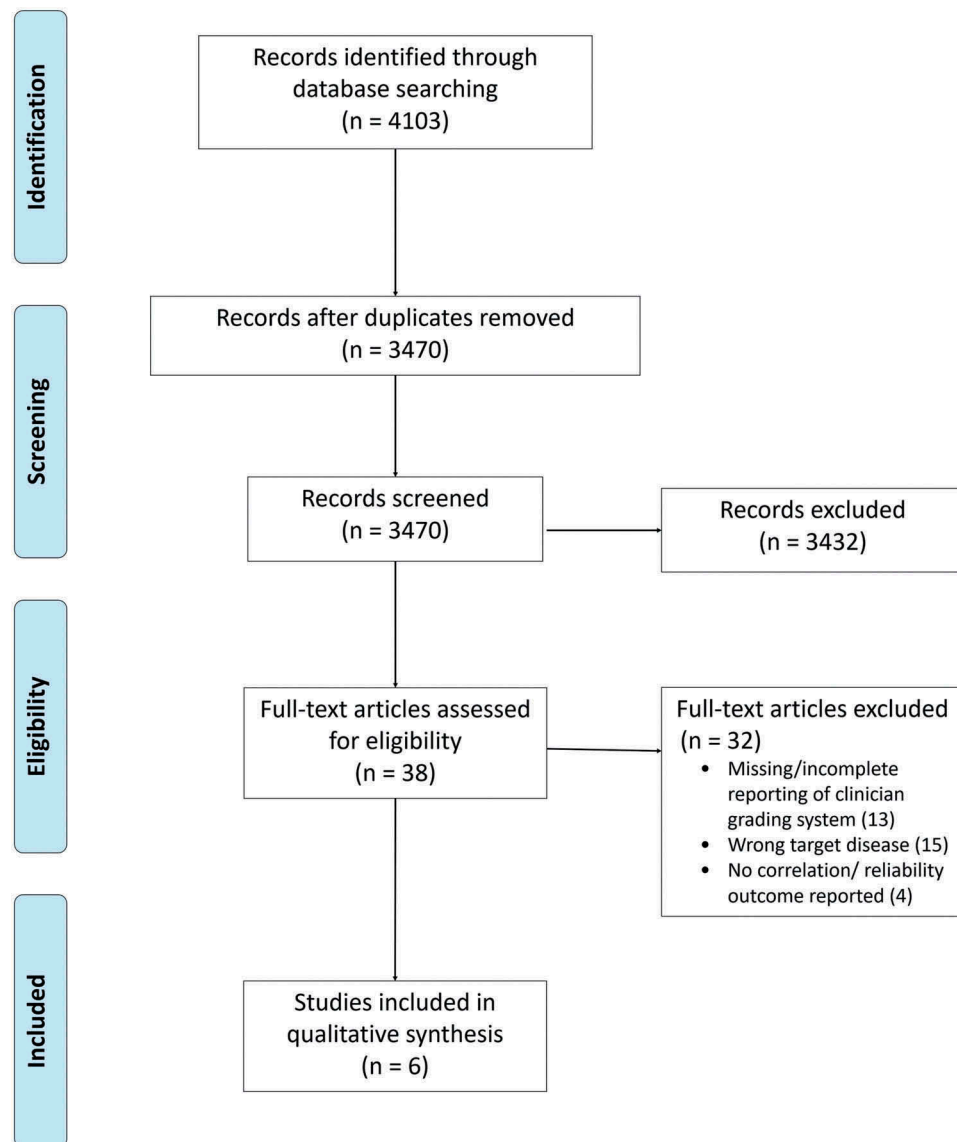 Identification
Records identified through
database searching
(n = 4103)
Screening
Records after duplicates removed
(n = 3470)
Records screened
(n = 3470)
Records excluded
(n = 3432)
Eligibility
Full-text articles assessed
for eligibility
(n = 38)
Full-text articles excluded
(n = 32)
• Missing/incomplete
reporting of clinician
grading system (13)
• Wrong target disease (15)
• No correlation/ reliability
outcome reported (4)
Included
Studies included in
qualitative synthesis
(n = 6)